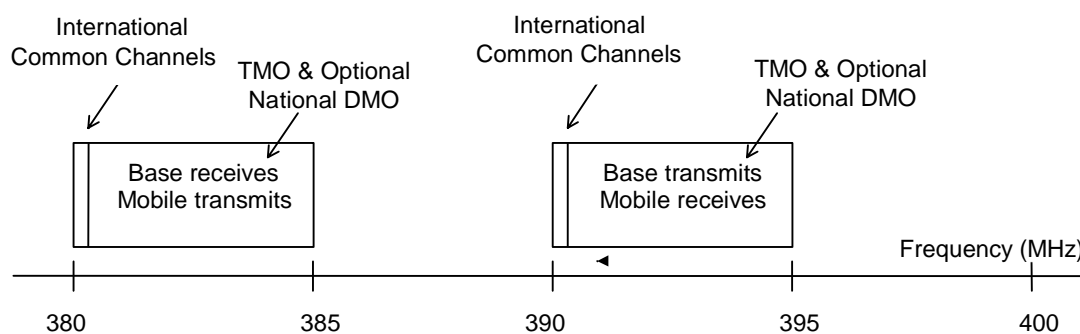 International
Common Channels
TMO & Optional
National DMO
International
Common Channels
TMO & Optional
National DMO
Base receives
Mobile transmits
Base transmits
Mobile receives
Frequency (MHz)
380
385
390
395
400